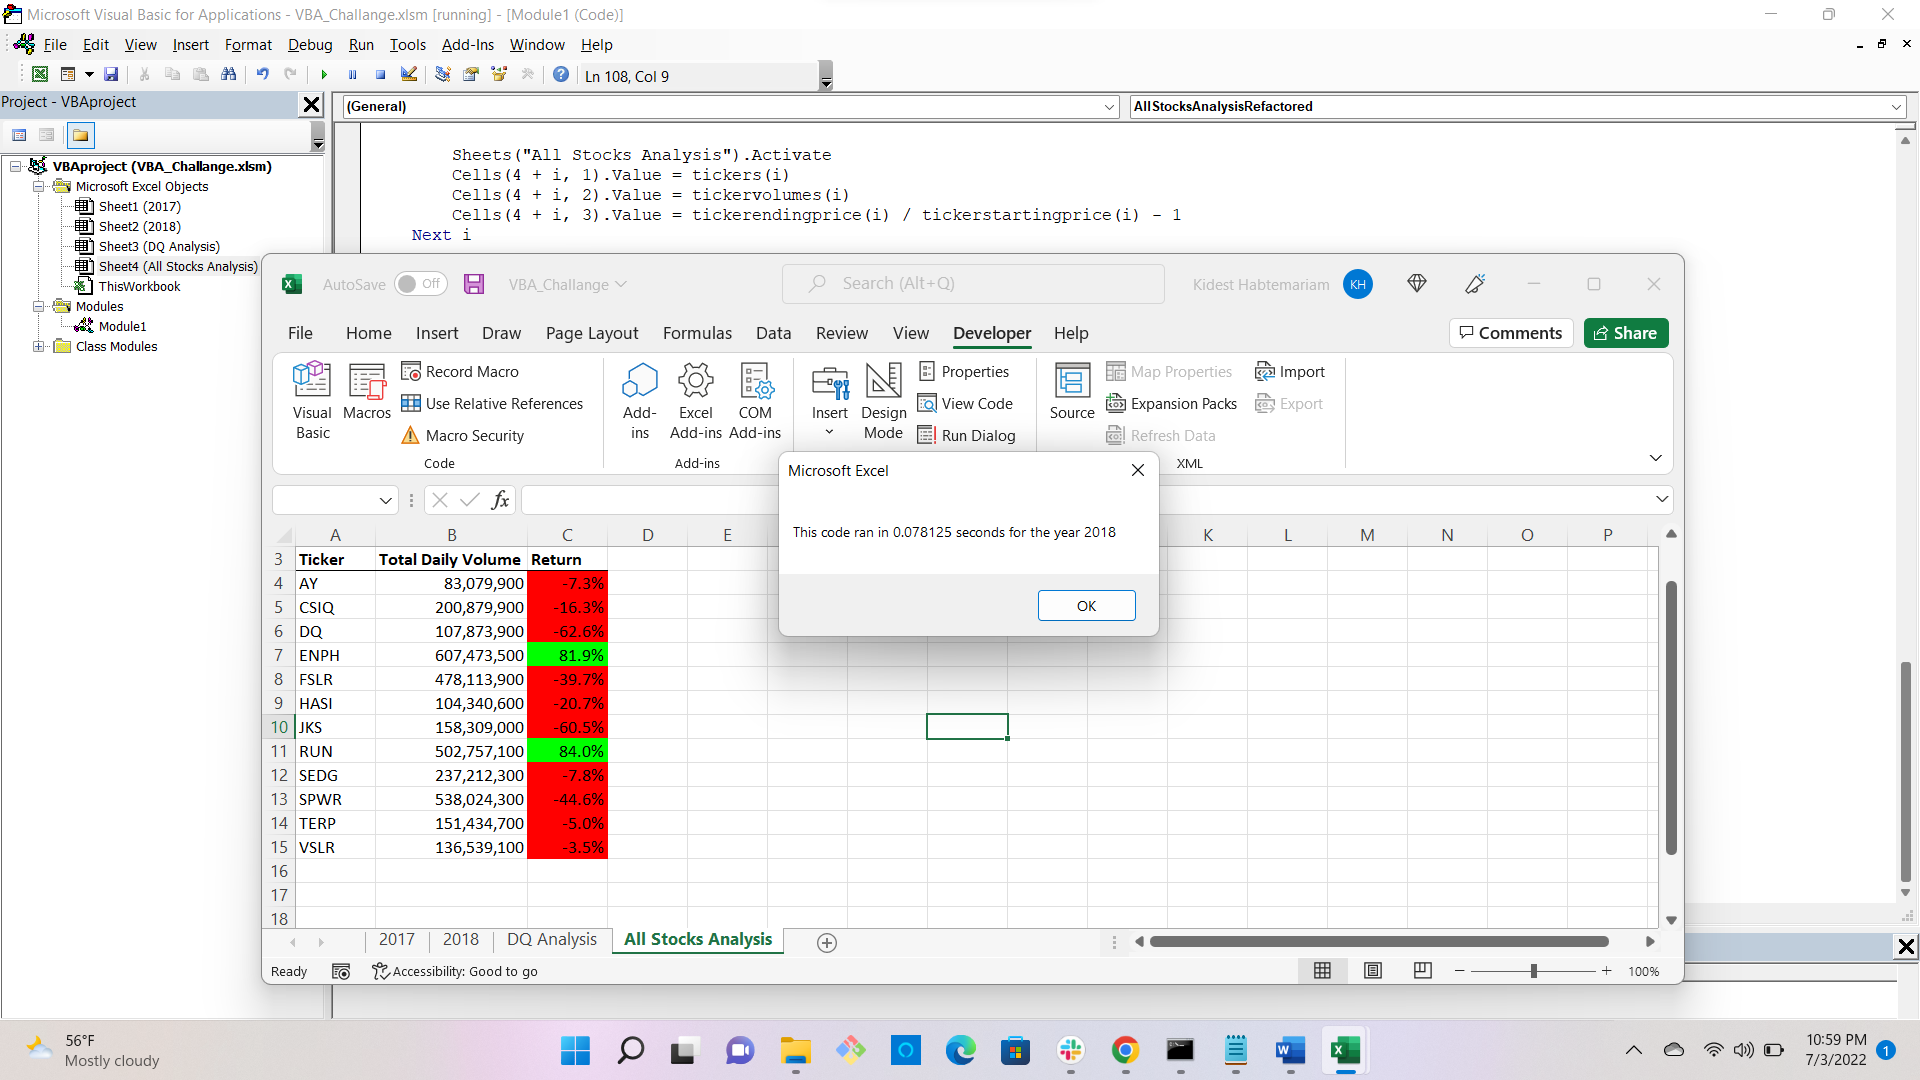 Microsoft Visual Basic for Applications - VBA_Challange.xlsm [running] - [Module1 (Code)]
File Edit View Insert Format Debug Run Tools Add-Ins Window Help
Ln 108, Col 9
Project - VBAproject
(General)
AllStocksAnalysisRefactored
VBAproject (VBA_Challange.xlsm)
Microsoft Excel Objects
Sheet1 (2017)
Sheet2 (2018)
Sheet3 (DQ Analysis)
Sheet4 (All Stocks Analysis)
ThisWorkbook
Modules
Module1
Class Modules
Sheets("All Stocks Analysis").Activate
Cells(4 + i, 1).Value = tickers(i)
Cells(4 + i, 2).Value = tickervolumes(i)
Cells(4 + i, 3).Value = tickerendingprice(i) / tickerstartingprice(i) - 1
Next i
AutoSave Off VBA_Challange Search (Alt+Q) Kidest Habtemariam KH
File Home Insert Draw Page Layout Formulas Data Review View Developer Help Comments Share
Visual Basic
Macros
Record Macro
Use Relative References
Macro Security
Code
Add-ins
Excel Add-ins
COM Add-ins
Add-ins
Insert
Design Mode
Properties
View Code
Run Dialog
Source
Map Properties
Expansion Packs
Refresh Data
Import
Export
XML
fx
Microsoft Excel
This code ran in 0.078125 seconds for the year 2018
OK
A B C D E K L M N O P
3 Ticker Total Daily Volume Return
4 AY 83,079,900 -7.3%
5 CSIQ 200,879,900 -16.3%
6 DQ 107,873,900 -62.6%
7 ENPH 607,473,500 81.9%
8 FSLR 478,113,900 -39.7%
9 HASI 104,340,600 -20.7%
10 JKS 158,309,000 -60.5%
11 RUN 502,757,100 84.0%
12 SEDG 237,212,300 -7.8%
13 SPWR 538,024,300 -44.6%
14 TERP 151,434,700 -5.0%
15 VSLR 136,539,100 -3.5%
16
17
18
2017 2018 DQ Analysis All Stocks Analysis
Ready Accessibility: Good to go 100%
56°F
Mostly cloudy
10:59 PM
7/3/2022
1